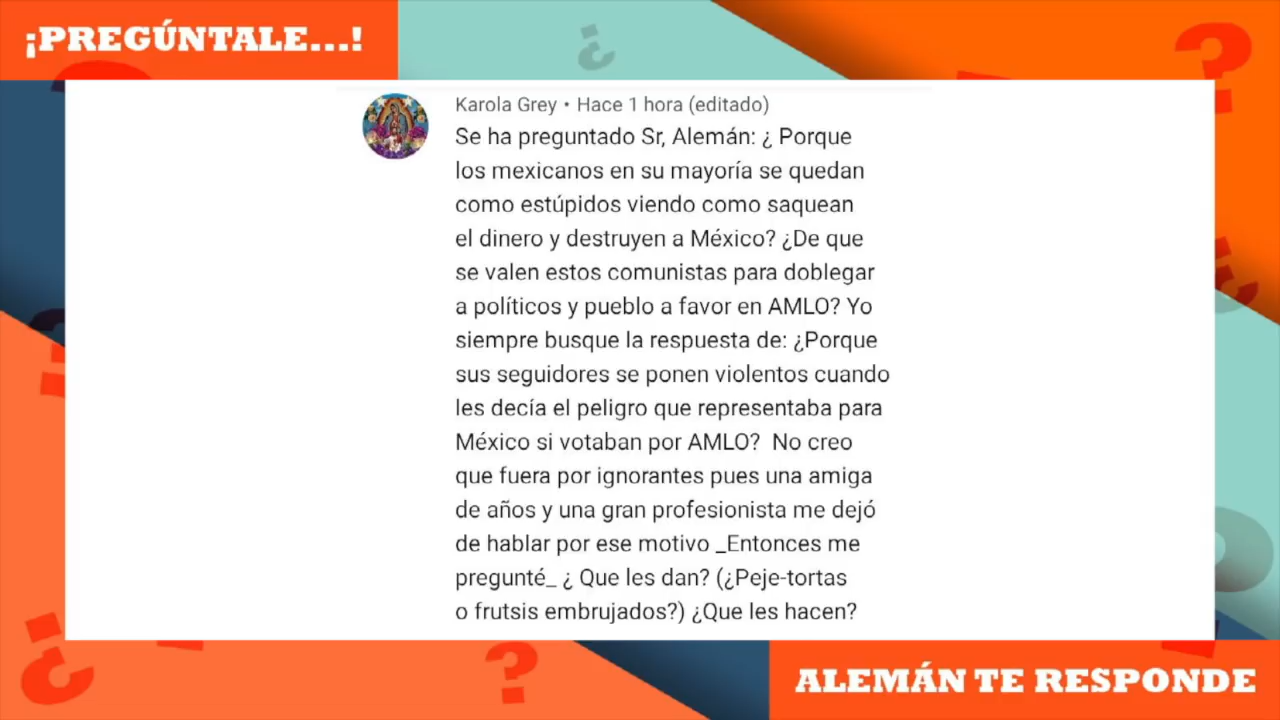 ¡PREGÚNTALE...!
Karola Grey • Hace 1 hora (editado)
Se ha preguntado Sr, Alemán: ¿ Porque
los mexicanos en su mayoría se quedan
como estúpidos viendo como saquean
el dinero y destruyen a México? ¿De que
se valen estos comunistas para doblegar
a políticos y pueblo a favor en AMLO? Yo
siempre busque la respuesta de: ¿Porque
sus seguidores se ponen violentos cuando
les decía el peligro que representaba para
México si votaban por AMLO?  No creo
que fuera por ignorantes pues una amiga
de años y una gran profesionista me dejó
de hablar por ese motivo _Entonces me
pregunté_ ¿ Que les dan? (¿Peje-tortas
o frutsis embrujados?) ¿Que les hacen?
ALEMÁN TE RESPONDE